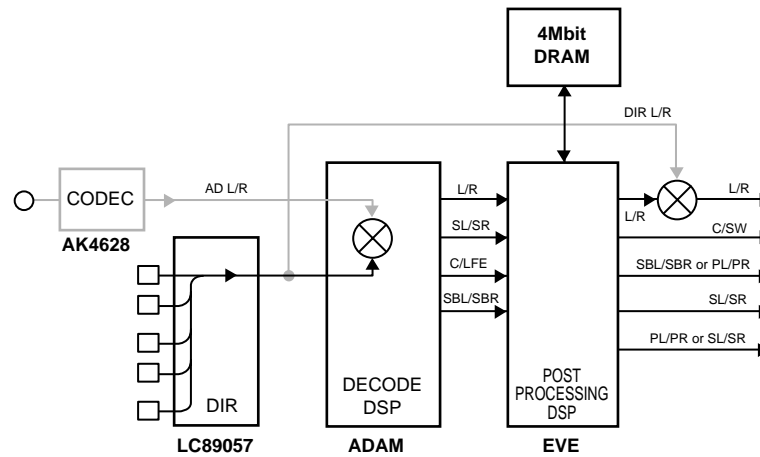 4Mbit
DRAM
DIR L/R
CODEC
AD L/R
AK4628
L/R
SL/SR
C/LFE
SBL/SBR
L/R
L/R
C/SW
SBL/SBR or PL/PR
SL/SR
PL/PR or SL/SR
DIR
DECODE
DSP
POST
PROCESSING
DSP
LC89057
ADAM
EVE